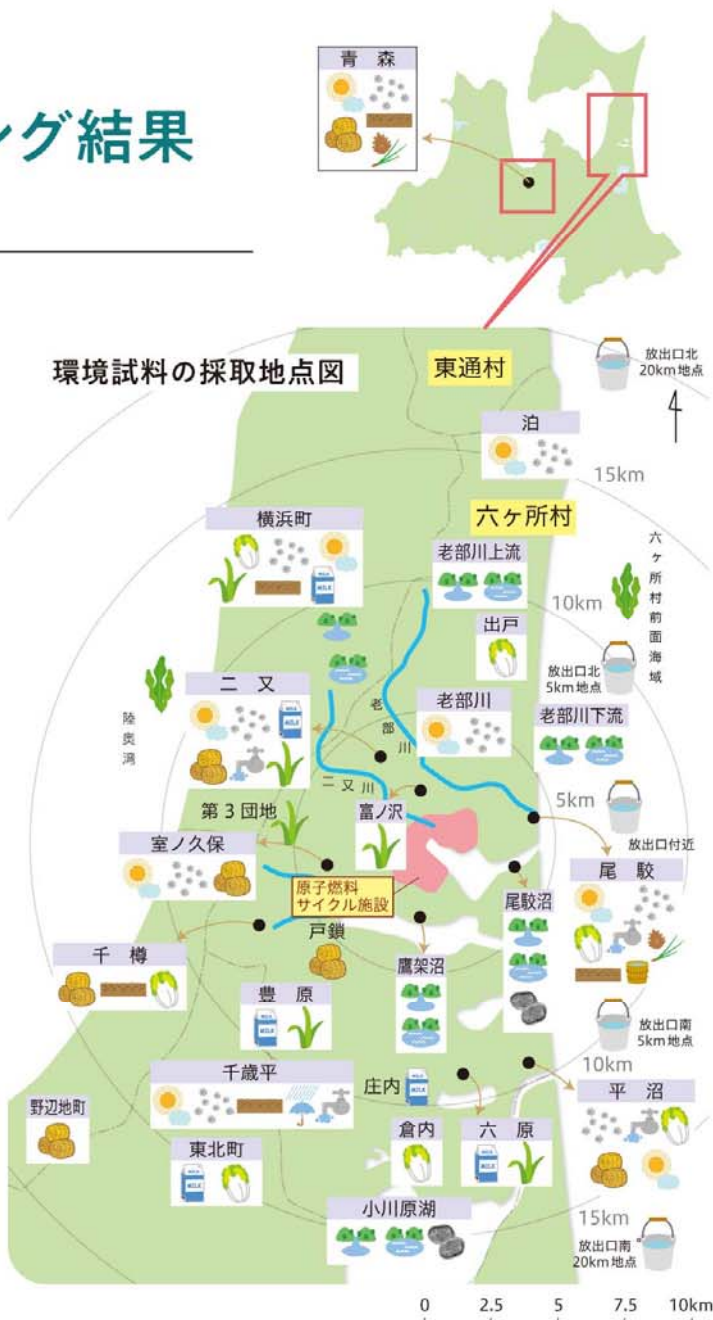 ング結果
青 森
環境試料の採取地点図
東通村
放出口北
20km地点
泊
15km
横浜町
六ヶ所村
老部川上流
六ヶ所村前面海域
10km
出戸
放出口北
5km地点
二 又
老部川
老部川下流
陸奥湾
老部川
二又川
5km
第3団地
富ノ沢
放出口付近
室ノ久保
尾 駮
原子燃料
サイクル施設
尾駮沼
戸鎖
千 樽
鷹架沼
豊 原
放出口南
5km地点
10km
千歳平
庄内
平 沼
野辺地町
東北町
倉内
六 原
小川原湖
15km
放出口南
20km地点
MILK
MILK
MILK
MILK
MILK
MILK
MILK
0 2.5 5 7.5 10km